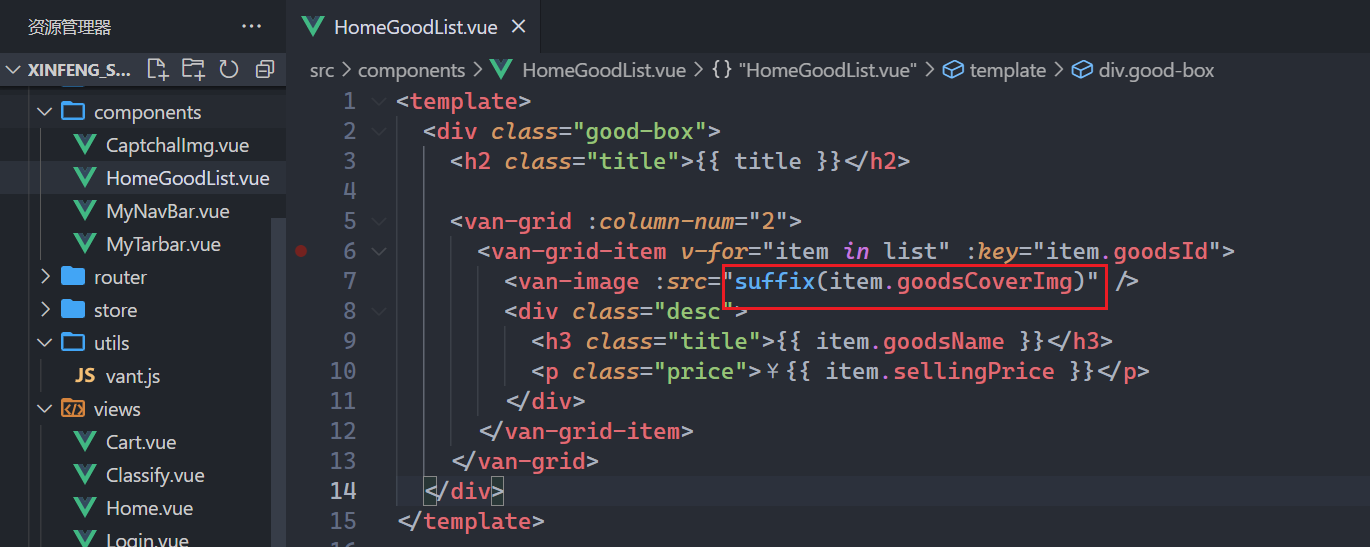 资源管理器 ···
HomeGoodList.vue ×
XINFENG_S...
src > components > HomeGoodList.vue > {} "HomeGoodList.vue" > template > div.good-box
components
CaptchaIImg.vue
HomeGoodList.vue
MyNavBar.vue
MyTarbar.vue
router
store
utils
JS vant.js
views
Cart.vue
Classify.vue
Home.vue
Login.vue
1 <template>
2 <div class="good-box">
3 <h2 class="title">{{ title }}</h2>
4
5 <van-grid :column-num="2">
6 <van-grid-item v-for="item in list" :key="item.goodsId">
7 <van-image :src="suffix(item.goodsCoverImg)" />
8 <div class="desc">
9 <h3 class="title">{{ item.goodsName }}</h3>
10 <p class="price">¥{{ item.sellingPrice }}</p>
11 </div>
12 </van-grid-item>
13 </van-grid>
14 </div>
15 </template>